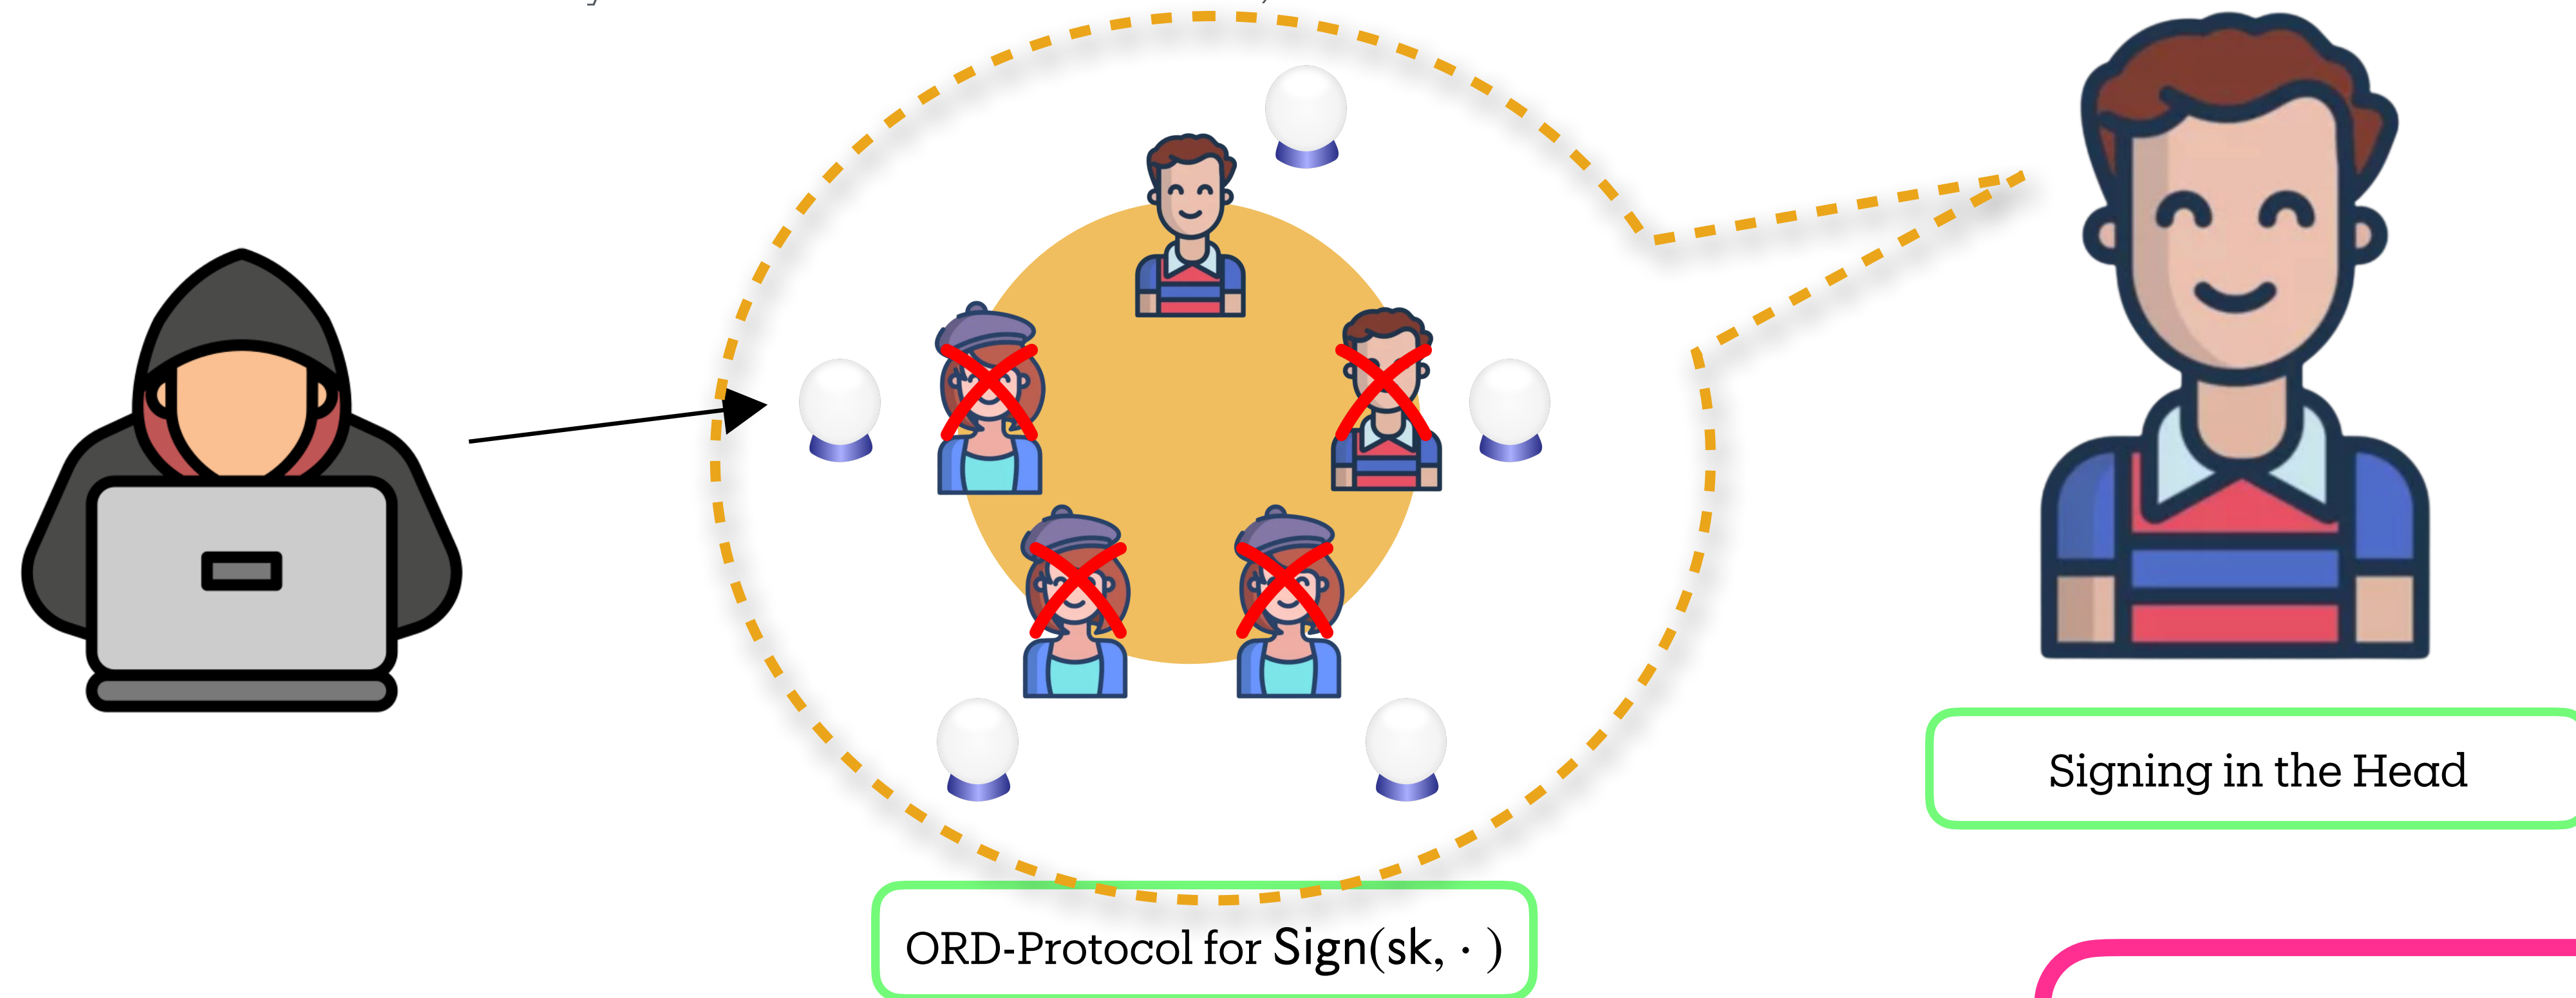 Signing in the Head
ORD-Protocol for Sign(sk, · )